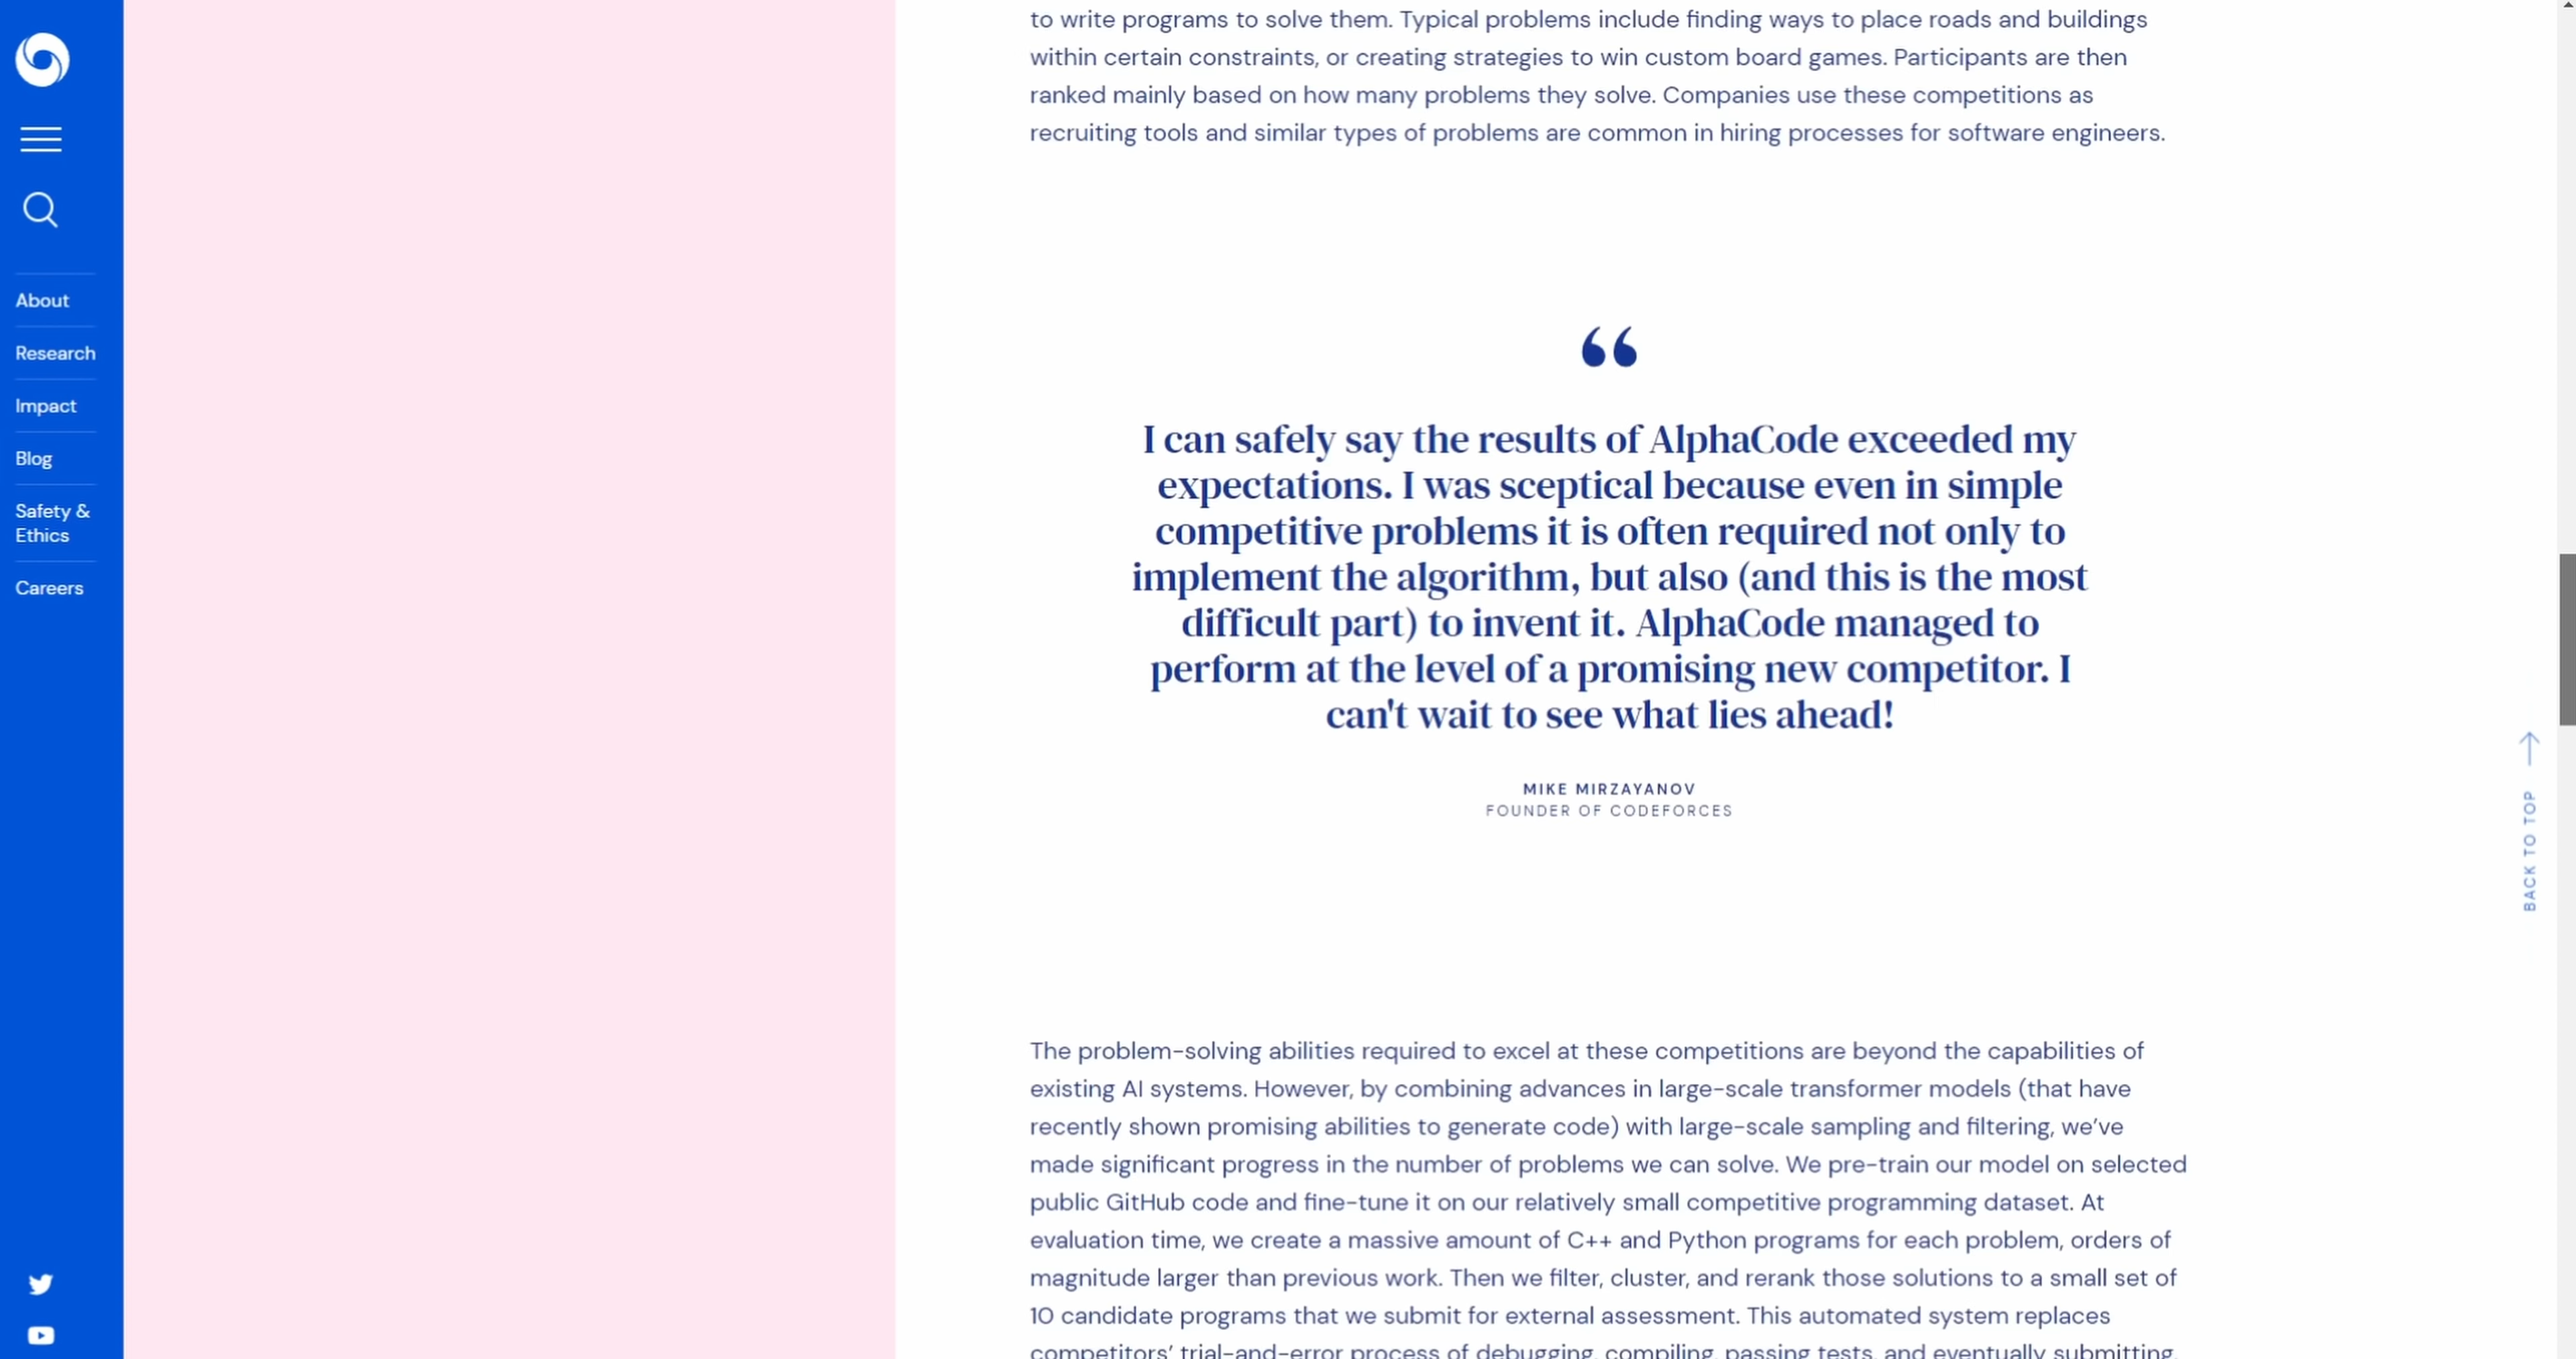 About
Research
Impact
Blog
Safety &
Ethics
Careers
to write programs to solve them. Typical problems include finding ways to place roads and buildings
within certain constraints, or creating strategies to win custom board games. Participants are then
ranked mainly based on how many problems they solve. Companies use these competitions as
recruiting tools and similar types of problems are common in hiring processes for software engineers.
“
I can safely say the results of AlphaCode exceeded my
expectations. I was sceptical because even in simple
competitive problems it is often required not only to
implement the algorithm, but also (and this is the most
difficult part) to invent it. AlphaCode managed to
perform at the level of a promising new competitor. I
can't wait to see what lies ahead!
MIKE MIRZAYANOV
FOUNDER OF CODEFORCES
The problem-solving abilities required to excel at these competitions are beyond the capabilities of
existing AI systems. However, by combining advances in large-scale transformer models (that have
recently shown promising abilities to generate code) with large-scale sampling and filtering, we’ve
made significant progress in the number of problems we can solve. We pre-train our model on selected
public GitHub code and fine-tune it on our relatively small competitive programming dataset. At
evaluation time, we create a massive amount of C++ and Python programs for each problem, orders of
magnitude larger than previous work. Then we filter, cluster, and rerank those solutions to a small set of
10 candidate programs that we submit for external assessment. This automated system replaces
competitors’ trial-and-error process of debugging, compiling, passing tests, and eventually submitting.
BACK TO TOP